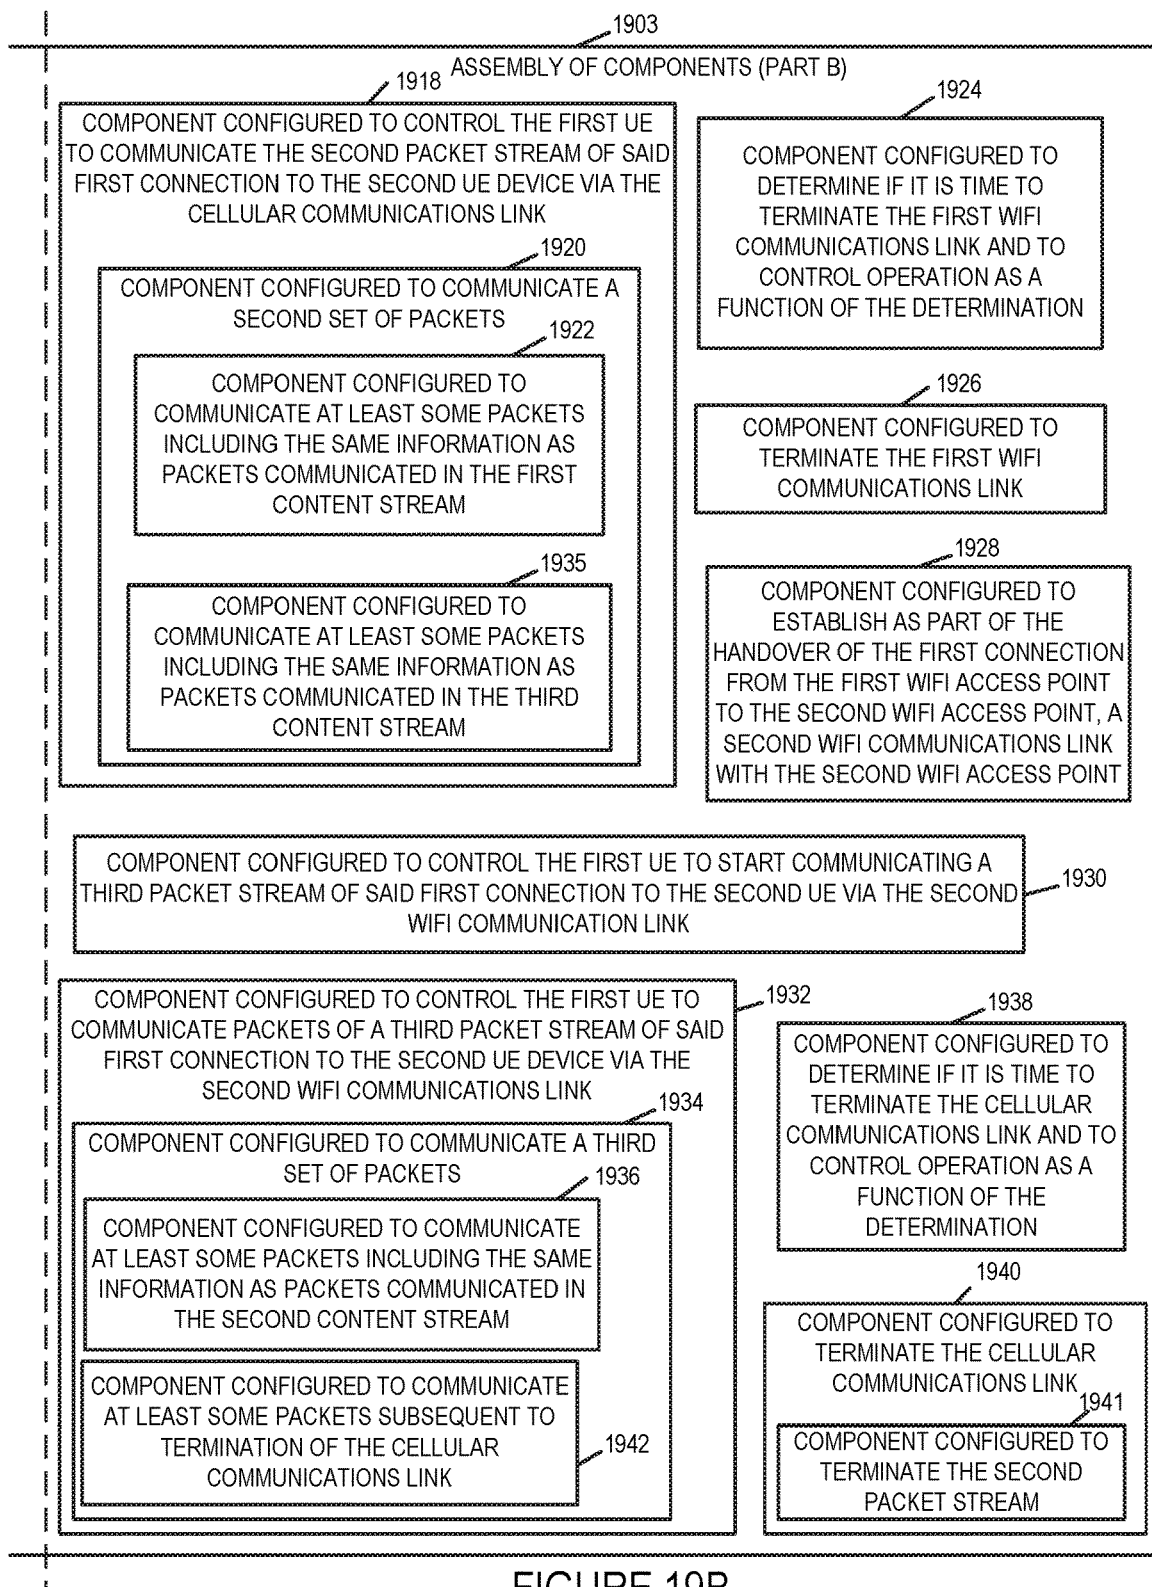 1903
ASSEMBLY OF COMPONENTS (PART B)
1918
COMPONENT CONFIGURED TO CONTROL THE FIRST UE
TO COMMUNICATE THE SECOND PACKET STREAM OF SAID
FIRST CONNECTION TO THE SECOND UE DEVICE VIA THE
CELLULAR COMMUNICATIONS LINK
1920
COMPONENT CONFIGURED TO COMMUNICATE A
SECOND SET OF PACKETS
1922
COMPONENT CONFIGURED TO
COMMUNICATE AT LEAST SOME PACKETS
INCLUDING THE SAME INFORMATION AS
PACKETS COMMUNICATED IN THE FIRST
CONTENT STREAM
1935
COMPONENT CONFIGURED TO
COMMUNICATE AT LEAST SOME PACKETS
INCLUDING THE SAME INFORMATION AS
PACKETS COMMUNICATED IN THE THIRD
CONTENT STREAM
1924
COMPONENT CONFIGURED TO
DETERMINE IF IT IS TIME TO
TERMINATE THE FIRST WIFI
COMMUNICATIONS LINK AND TO
CONTROL OPERATION AS A
FUNCTION OF THE DETERMINATION
1926
COMPONENT CONFIGURED TO
TERMINATE THE FIRST WIFI
COMMUNICATIONS LINK
1928
COMPONENT CONFIGURED TO
ESTABLISH AS PART OF THE
HANDOVER OF THE FIRST CONNECTION
FROM THE FIRST WIFI ACCESS POINT
TO THE SECOND WIFI ACCESS POINT, A
SECOND WIFI COMMUNICATIONS LINK
WITH THE SECOND WIFI ACCESS POINT
COMPONENT CONFIGURED TO CONTROL THE FIRST UE TO START COMMUNICATING A
THIRD PACKET STREAM OF SAID FIRST CONNECTION TO THE SECOND UE VIA THE SECOND
WIFI COMMUNICATION LINK
1930
COMPONENT CONFIGURED TO CONTROL THE FIRST UE TO
COMMUNICATE PACKETS OF A THIRD PACKET STREAM OF SAID
FIRST CONNECTION TO THE SECOND UE DEVICE VIA THE
SECOND WIFI COMMUNICATIONS LINK
1932
1934
COMPONENT CONFIGURED TO COMMUNICATE A THIRD
SET OF PACKETS
1936
COMPONENT CONFIGURED TO COMMUNICATE
AT LEAST SOME PACKETS INCLUDING THE SAME
INFORMATION AS PACKETS COMMUNICATED IN
THE SECOND CONTENT STREAM
COMPONENT CONFIGURED TO COMMUNICATE
AT LEAST SOME PACKETS SUBSEQUENT TO
TERMINATION OF THE CELLULAR
COMMUNICATIONS LINK
1942
1938
COMPONENT CONFIGURED TO
DETERMINE IF IT IS TIME TO
TERMINATE THE CELLULAR
COMMUNICATIONS LINK AND TO
CONTROL OPERATION AS A
FUNCTION OF THE
DETERMINATION
1940
COMPONENT CONFIGURED TO
TERMINATE THE CELLULAR
COMMUNICATIONS LINK
1941
COMPONENT CONFIGURED TO
TERMINATE THE SECOND
PACKET STREAM
FIGURE 19B